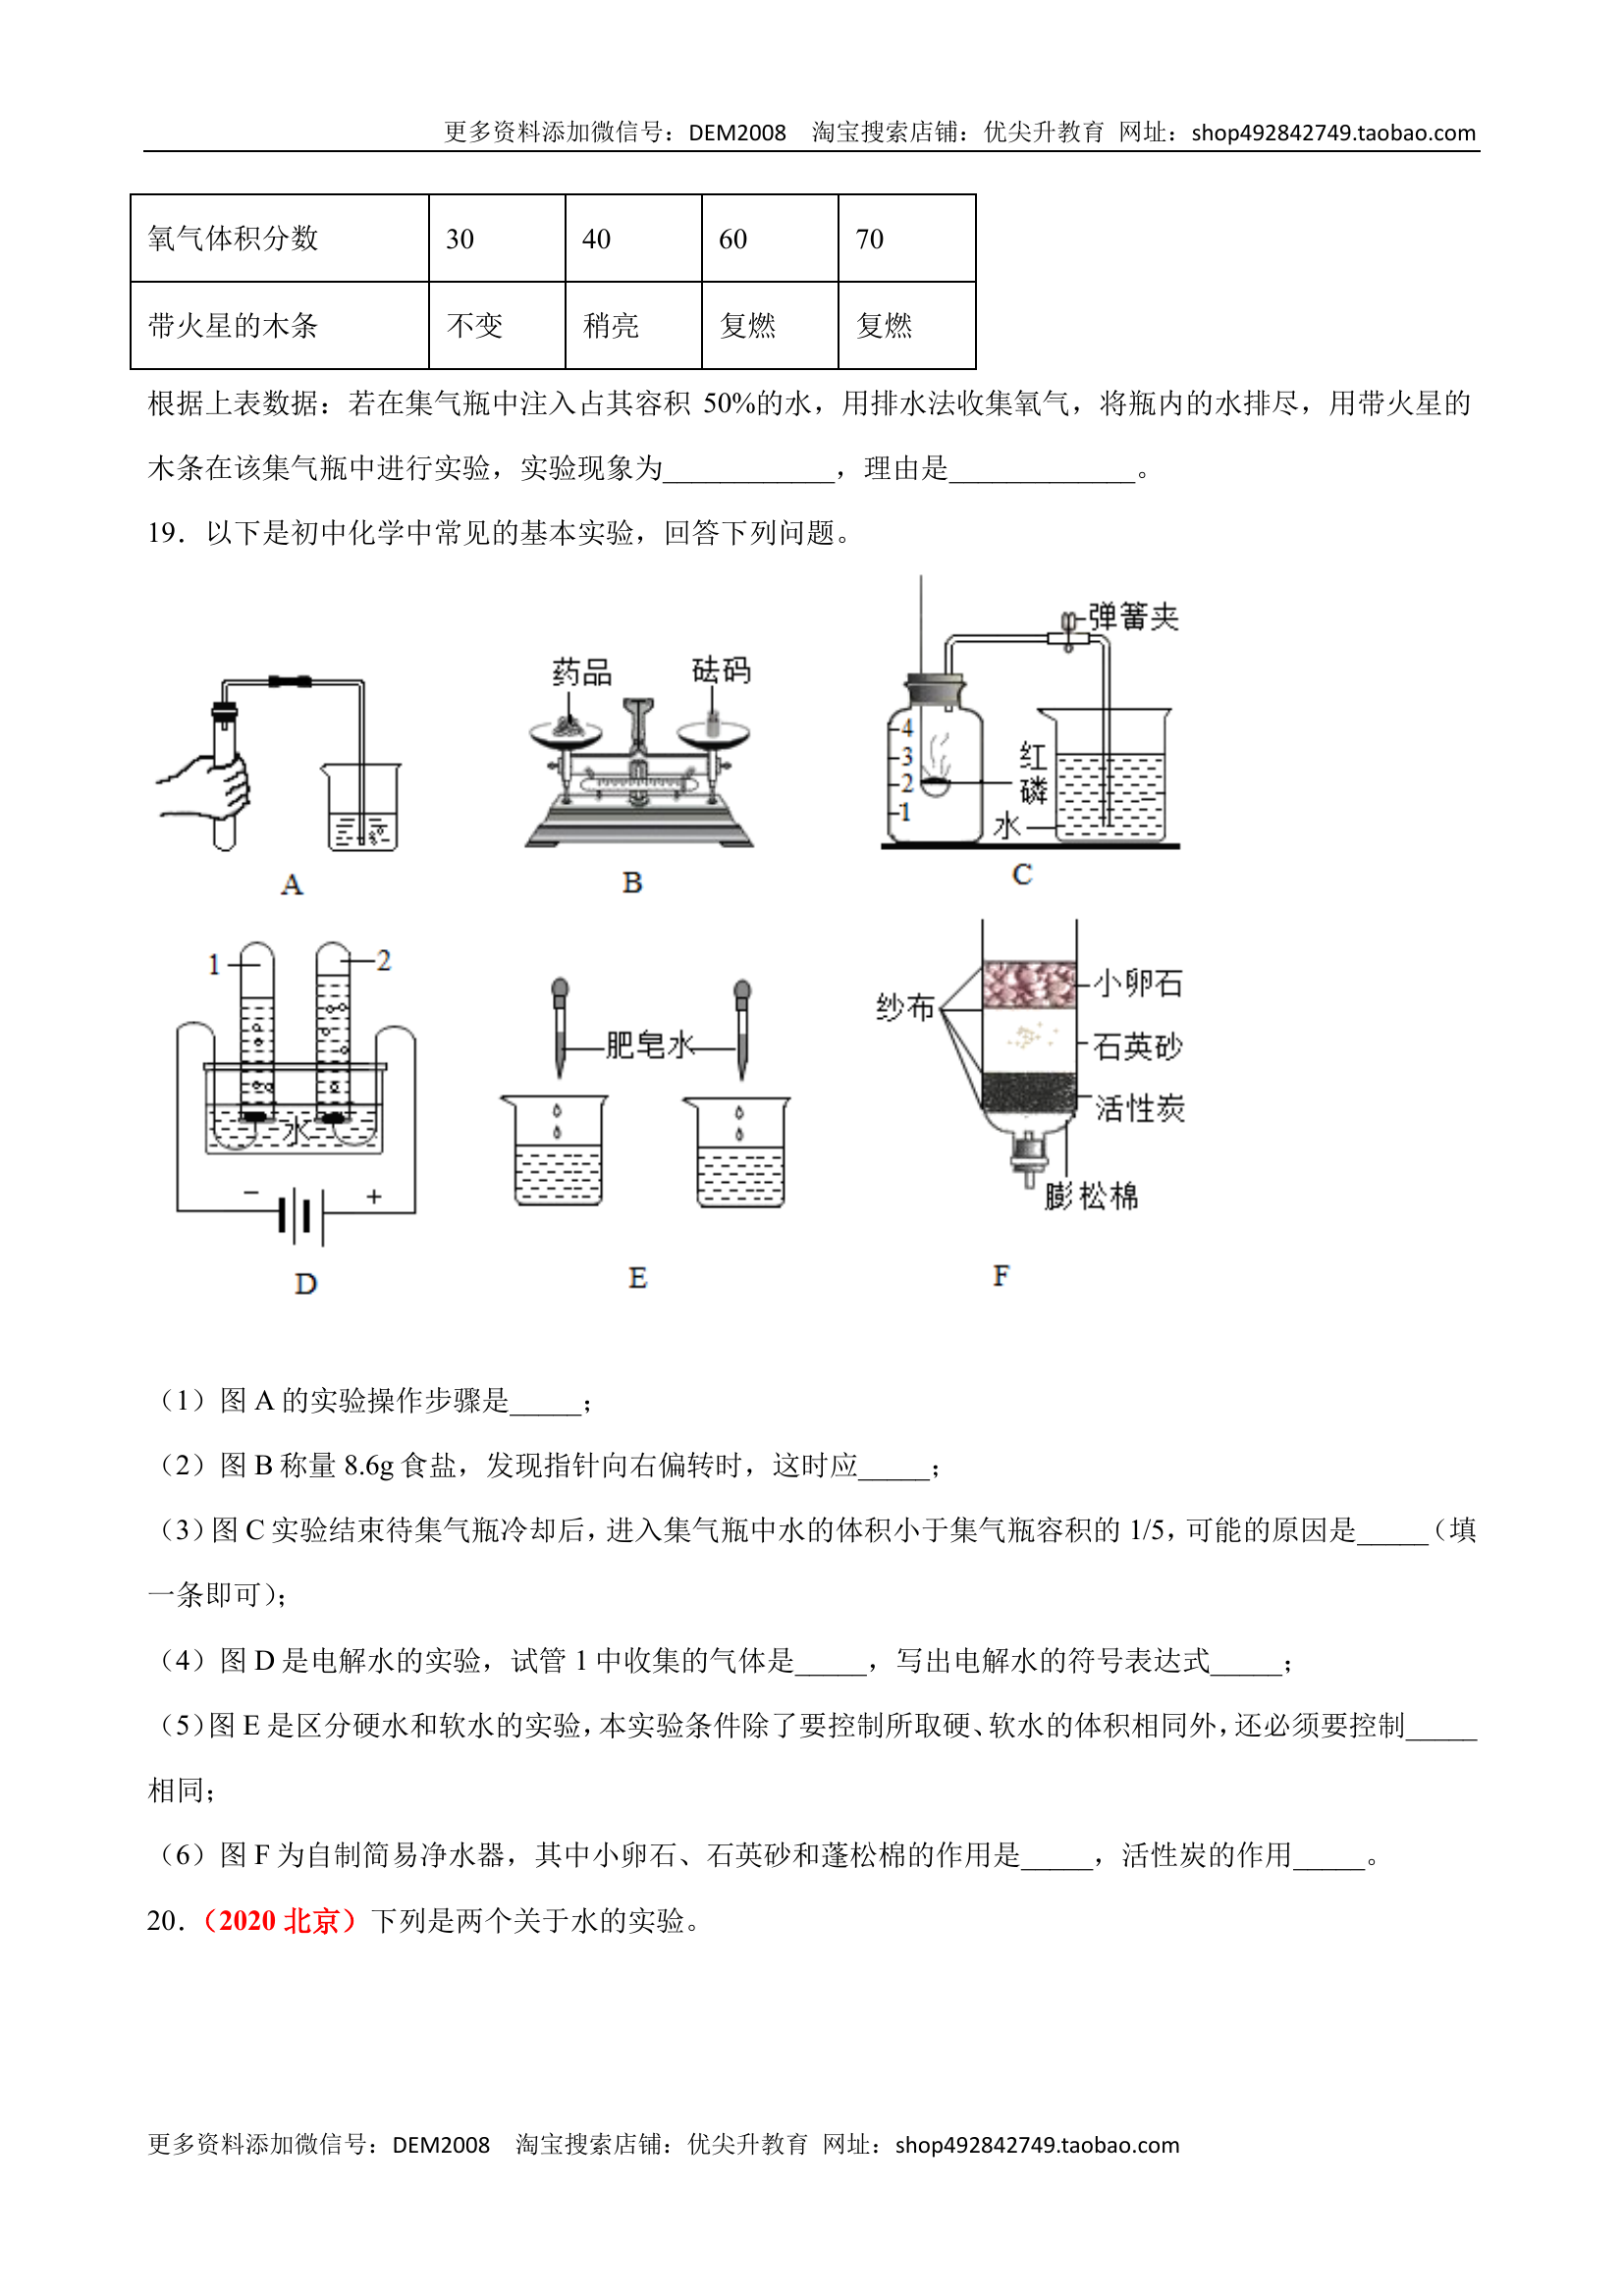 更多资料添加微信号：DEM2008　淘宝搜索店铺：优尖升教育 网址：shop492842749.taobao.com
氧气体积分数 30 40 60 70
带火星的木条 不变 稍亮 复燃 复燃
根据上表数据：若在集气瓶中注入占其容积 50%的水，用排水法收集氧气，将瓶内的水排尽，用带火星的
木条在该集气瓶中进行实验，实验现象为____________，理由是_____________。
19．以下是初中化学中常见的基本实验，回答下列问题。
A
药品 砝码
B
弹簧夹
4
3
2
1
红磷
水
C
1 2
水
− +
D
肥皂水
E
纱布
小卵石
石英砂
活性炭
膨松棉
F
（1）图 A 的实验操作步骤是_____；
（2）图 B 称量 8.6g 食盐，发现指针向右偏转时，这时应_____；
（3）图 C 实验结束待集气瓶冷却后，进入集气瓶中水的体积小于集气瓶容积的 1/5，可能的原因是_____（填
一条即可）；
（4）图 D 是电解水的实验，试管 1 中收集的气体是_____，写出电解水的符号表达式_____；
（5）图 E 是区分硬水和软水的实验，本实验条件除了要控制所取硬、软水的体积相同外，还必须要控制_____
相同；
（6）图 F 为自制简易净水器，其中小卵石、石英砂和蓬松棉的作用是_____，活性炭的作用_____。
20．（2020 北京）下列是两个关于水的实验。
更多资料添加微信号：DEM2008　淘宝搜索店铺：优尖升教育 网址：shop492842749.taobao.com